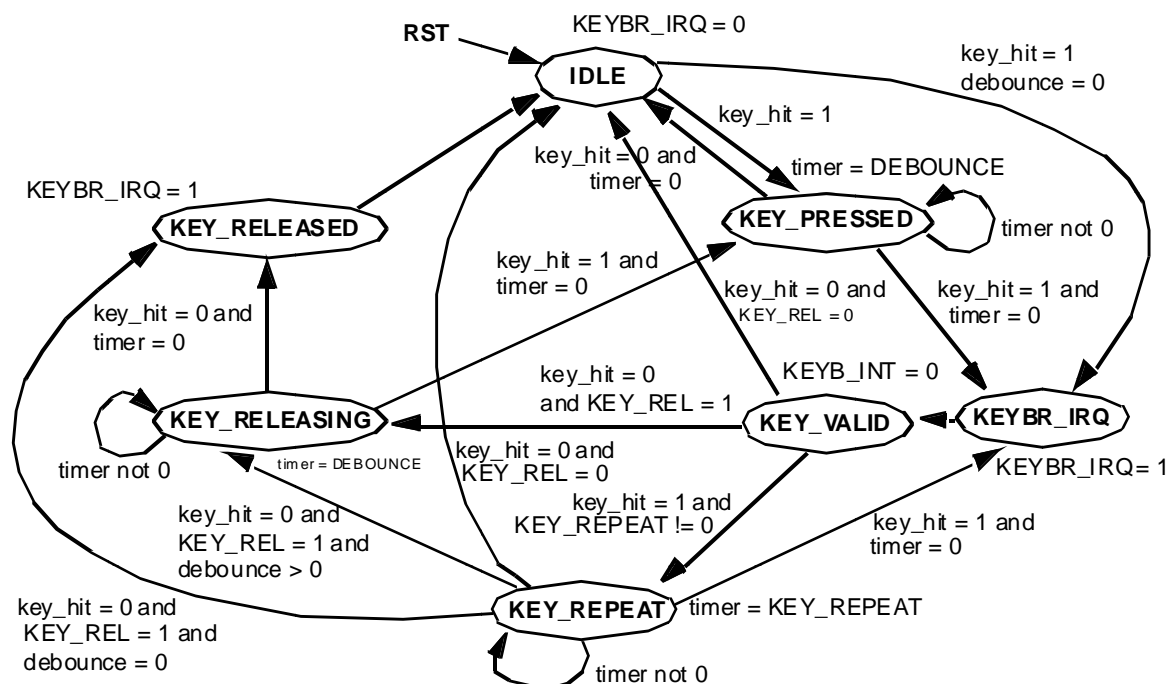 KEYBR_IRQ = 0
RST
IDLE
key_hit = 1
debounce = 0
key_hit = 1
key_hit = 0 and
timer = 0
timer = DEBOUNCE
KEYBR_IRQ = 1
KEY_RELEASED
KEY_PRESSED
timer not 0
key_hit = 1 and
timer = 0
key_hit = 0 and
KEY_REL = 0
key_hit = 1 and
timer = 0
key_hit = 0 and
timer = 0
KEYB_INT = 0
key_hit = 0
and KEY_REL = 1
KEY_RELEASING
KEY_VALID
KEYBR_IRQ
timer not 0
timer = DEBOUNCE
key_hit = 0 and
KEY_REL = 0
KEYBR_IRQ = 1
key_hit = 1 and
KEY_REPEAT != 0
key_hit = 0 and
KEY_REL = 1 and
debounce > 0
key_hit = 1 and
timer = 0
key_hit = 0 and
KEY_REL = 1 and
debounce = 0
KEY_REPEAT
timer = KEY_REPEAT
timer not 0